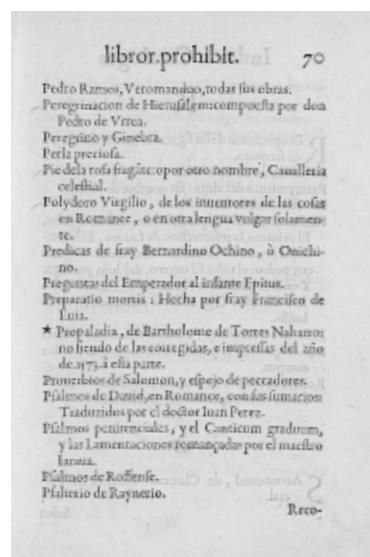 libror.prohibit. 70
Pedro Ramos, Veromanduo, todas sus obras.
Peregrinacion de Hierusalem: compuesta por don
Pedro de Vrrea.
Peregrino y Ginebra.
Perla preciosa.
Pie dela rosa fragãte: o por otro nombre, Caualleria
celestial.
Polydoro Virgilio, de los inuentores de las cosas
en Romance, o en otra lengua vulgar solamen-
te.
Predicas de fray Bernardino Ochino, ò Onichi-
no.
Preguntas del Emperador al infante Epitus.
Preparatio mortis: Hecha por fray Francisco de
Euia.
★ Propaladia, de Bartholome de Torres Naharro:
no siendo de las corregidas, e impressas del año
de 1573. à esta parte.
Prouerbios de Salomon, y espejo de peccadores.
Psalmos de Dauid, en Romance, con sus sumarios:
Traduzidos por el doctor Iuan Perez.
Psalmos penitenciales, y el Canticum graduum,
y las Lamentaciones romançadas por el maestro
Iaraua.
Psalmos de Roffense.
Psalterio de Raynerio.
Reco-